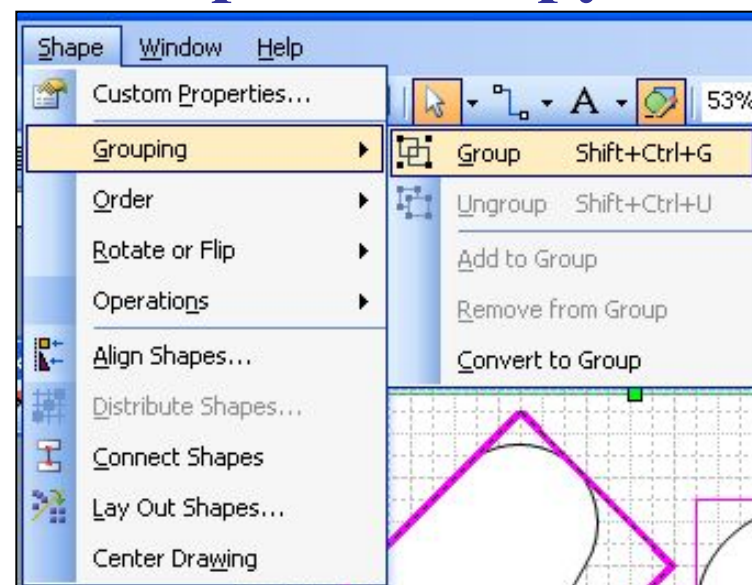 Shape Window Help
Custom Properties...
A 53%
Grouping
Group Shift+Ctrl+G
Order
Ungroup Shift+Ctrl+U
Rotate or Flip
Add to Group
Operations
Remove from Group
Align Shapes...
Convert to Group
Distribute Shapes...
Connect Shapes
Lay Out Shapes...
Center Drawing